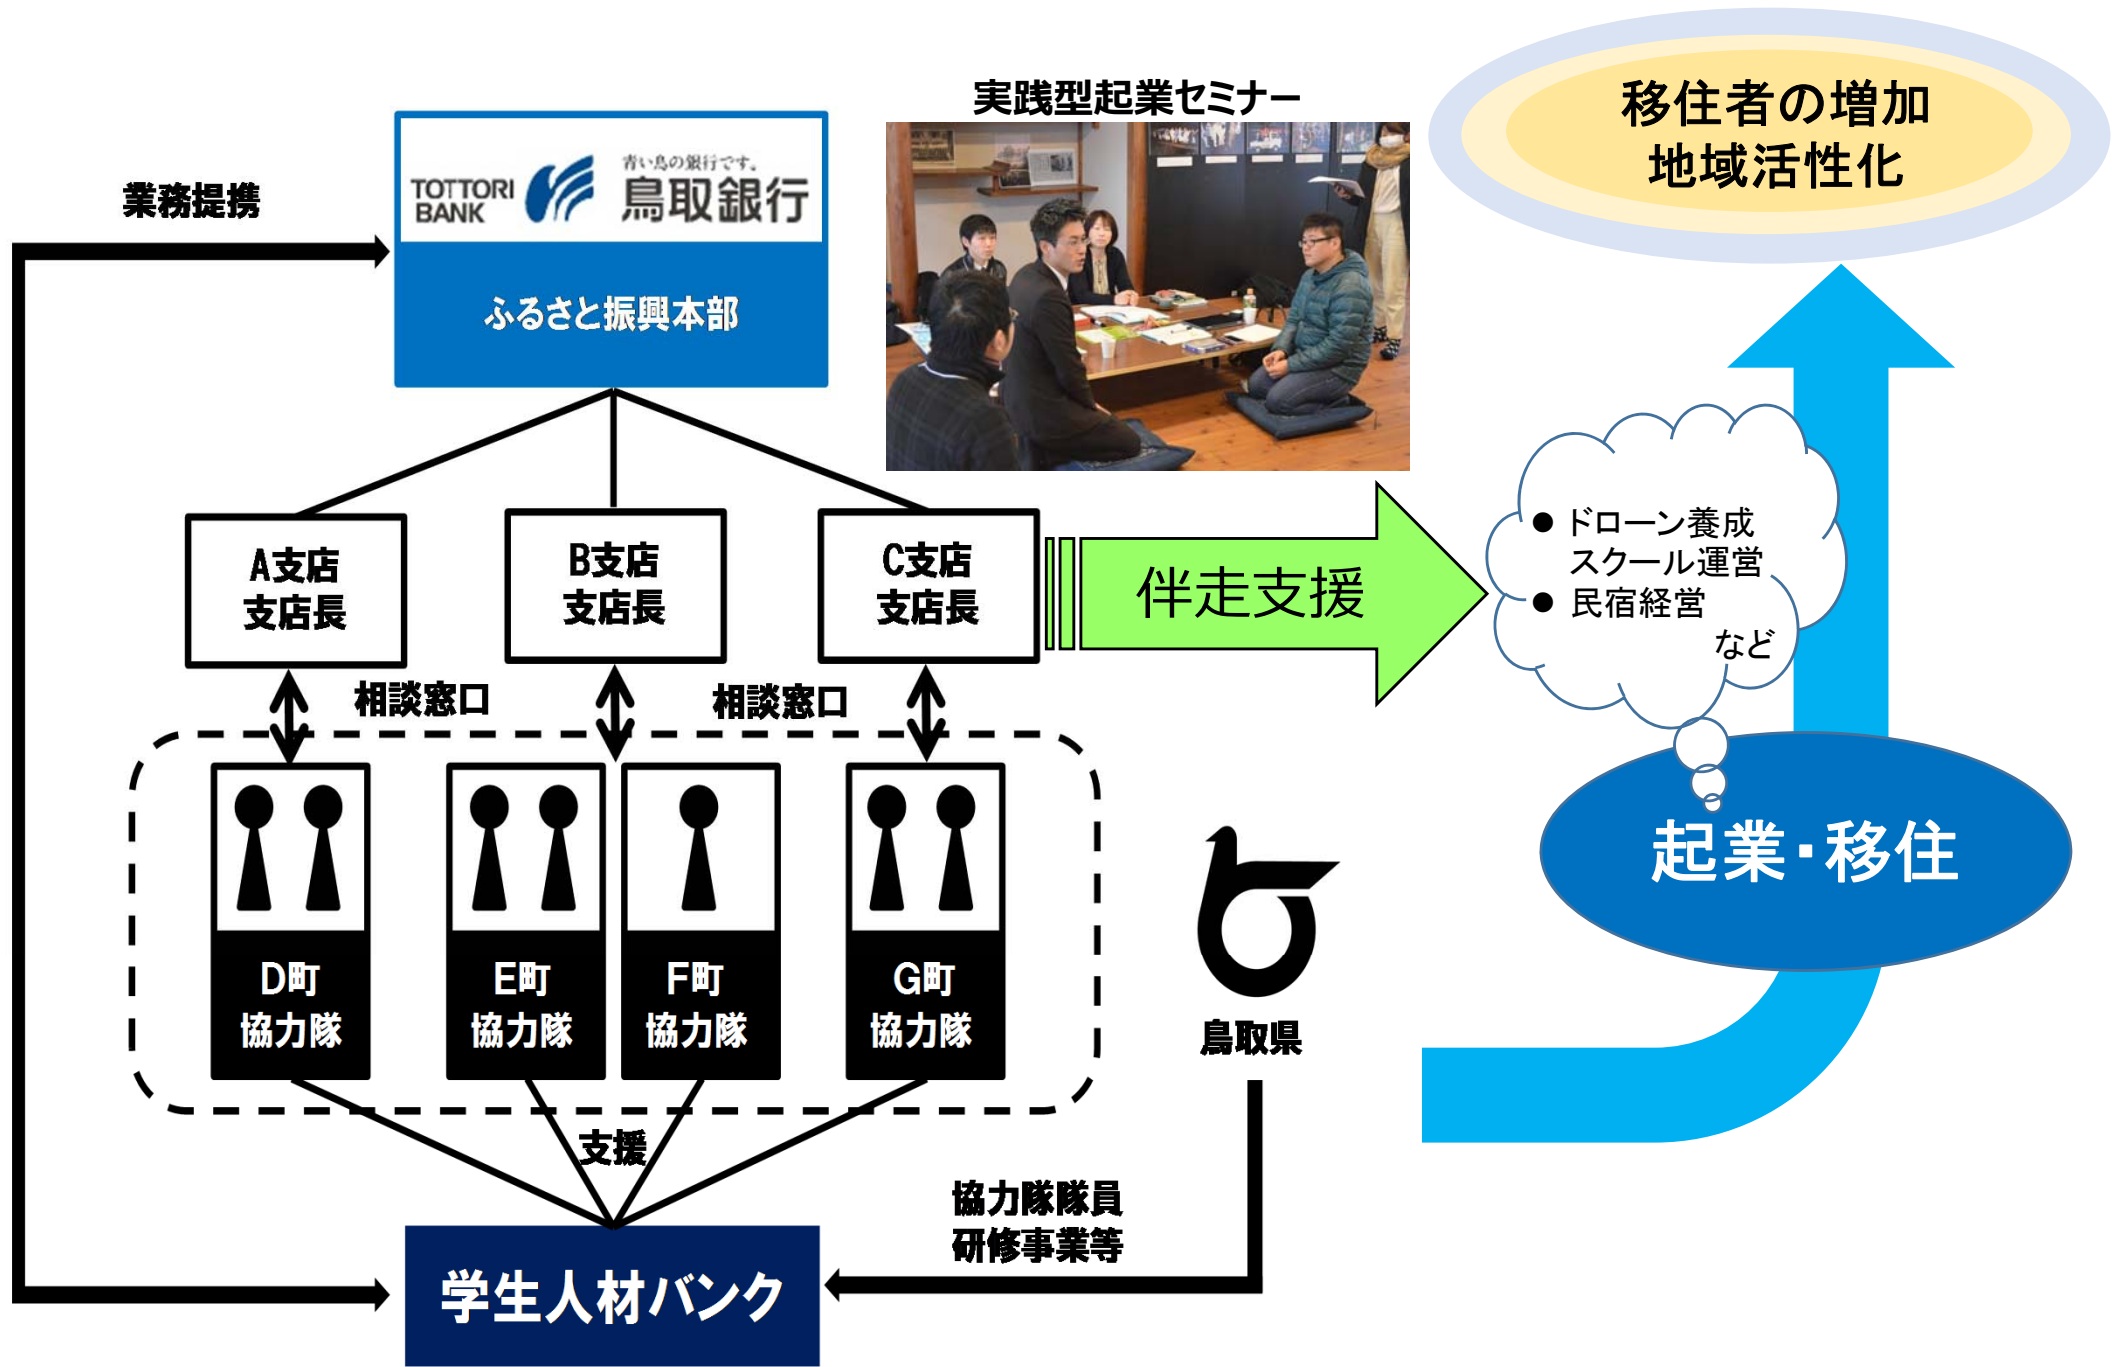 業務提携
TOTTORI
BANK
青い鳥の銀行です。
鳥取銀行
ふるさと振興本部
実践型起業セミナー
移住者の増加
地域活性化
A支店
支店長
B支店
支店長
C支店
支店長
伴走支援
● ドローン養成
スクール運営
● 民宿経営
など
相談窓口
相談窓口
D町
協力隊
E町
協力隊
F町
協力隊
G町
協力隊
起業・移住
鳥取県
支援
協力隊隊員
研修事業等
学生人材バンク